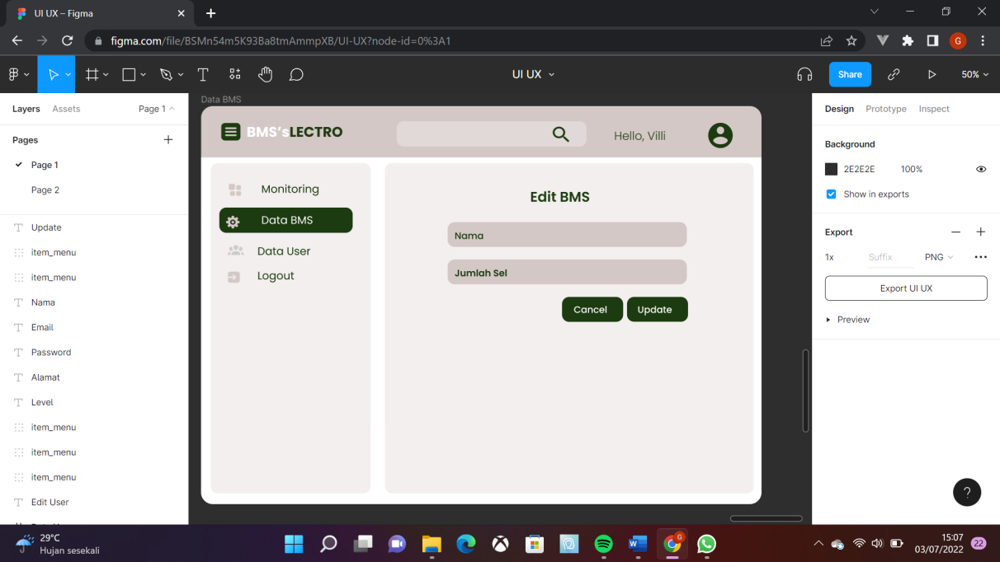 UI UX – Figma
figma.com/file/BSMn54m5K93Ba8tmAmmpXB/UI-UX?node-id=0%3A1
G
UI UX
Share
50%
Layers Assets Page 1
Pages
Page 1
Page 2
Update
item_menu
item_menu
Nama
Email
Password
Alamat
Level
item_menu
item_menu
item_menu
Edit User
Data BMS
BMS'sLECTRO
Hello, Villi
Monitoring
Data BMS
Data User
Logout
Edit BMS
Nama
Jumlah Sel
Cancel Update
Design Prototype Inspect
Background
2E2E2E 100%
Show in exports
Export
1x Suffix PNG
Export UI UX
Preview
?
29°C
Hujan sesekali
W
G
15:07
03/07/2022
22